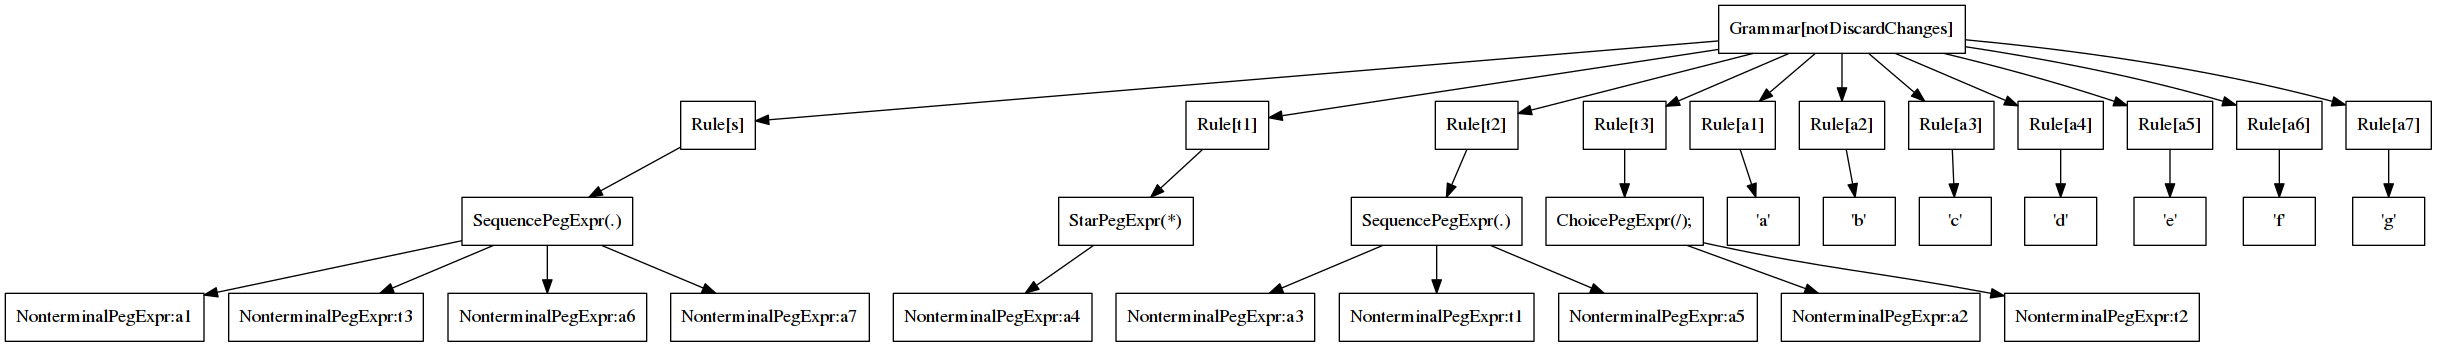 Grammar[notDiscardChanges]
Rule[s]
Rule[t1]
Rule[t2]
Rule[t3]
Rule[a1]
Rule[a2]
Rule[a3]
Rule[a4]
Rule[a5]
Rule[a6]
Rule[a7]
SequencePegExpr(.)
StarPegExpr(*)
SequencePegExpr(.)
ChoicePegExpr(/);
'a'
'b'
'c'
'd'
'e'
'f'
'g'
NonterminalPegExpr:a1
NonterminalPegExpr:t3
NonterminalPegExpr:a6
NonterminalPegExpr:a7
NonterminalPegExpr:a4
NonterminalPegExpr:a3
NonterminalPegExpr:t1
NonterminalPegExpr:a5
NonterminalPegExpr:a2
NonterminalPegExpr:t2